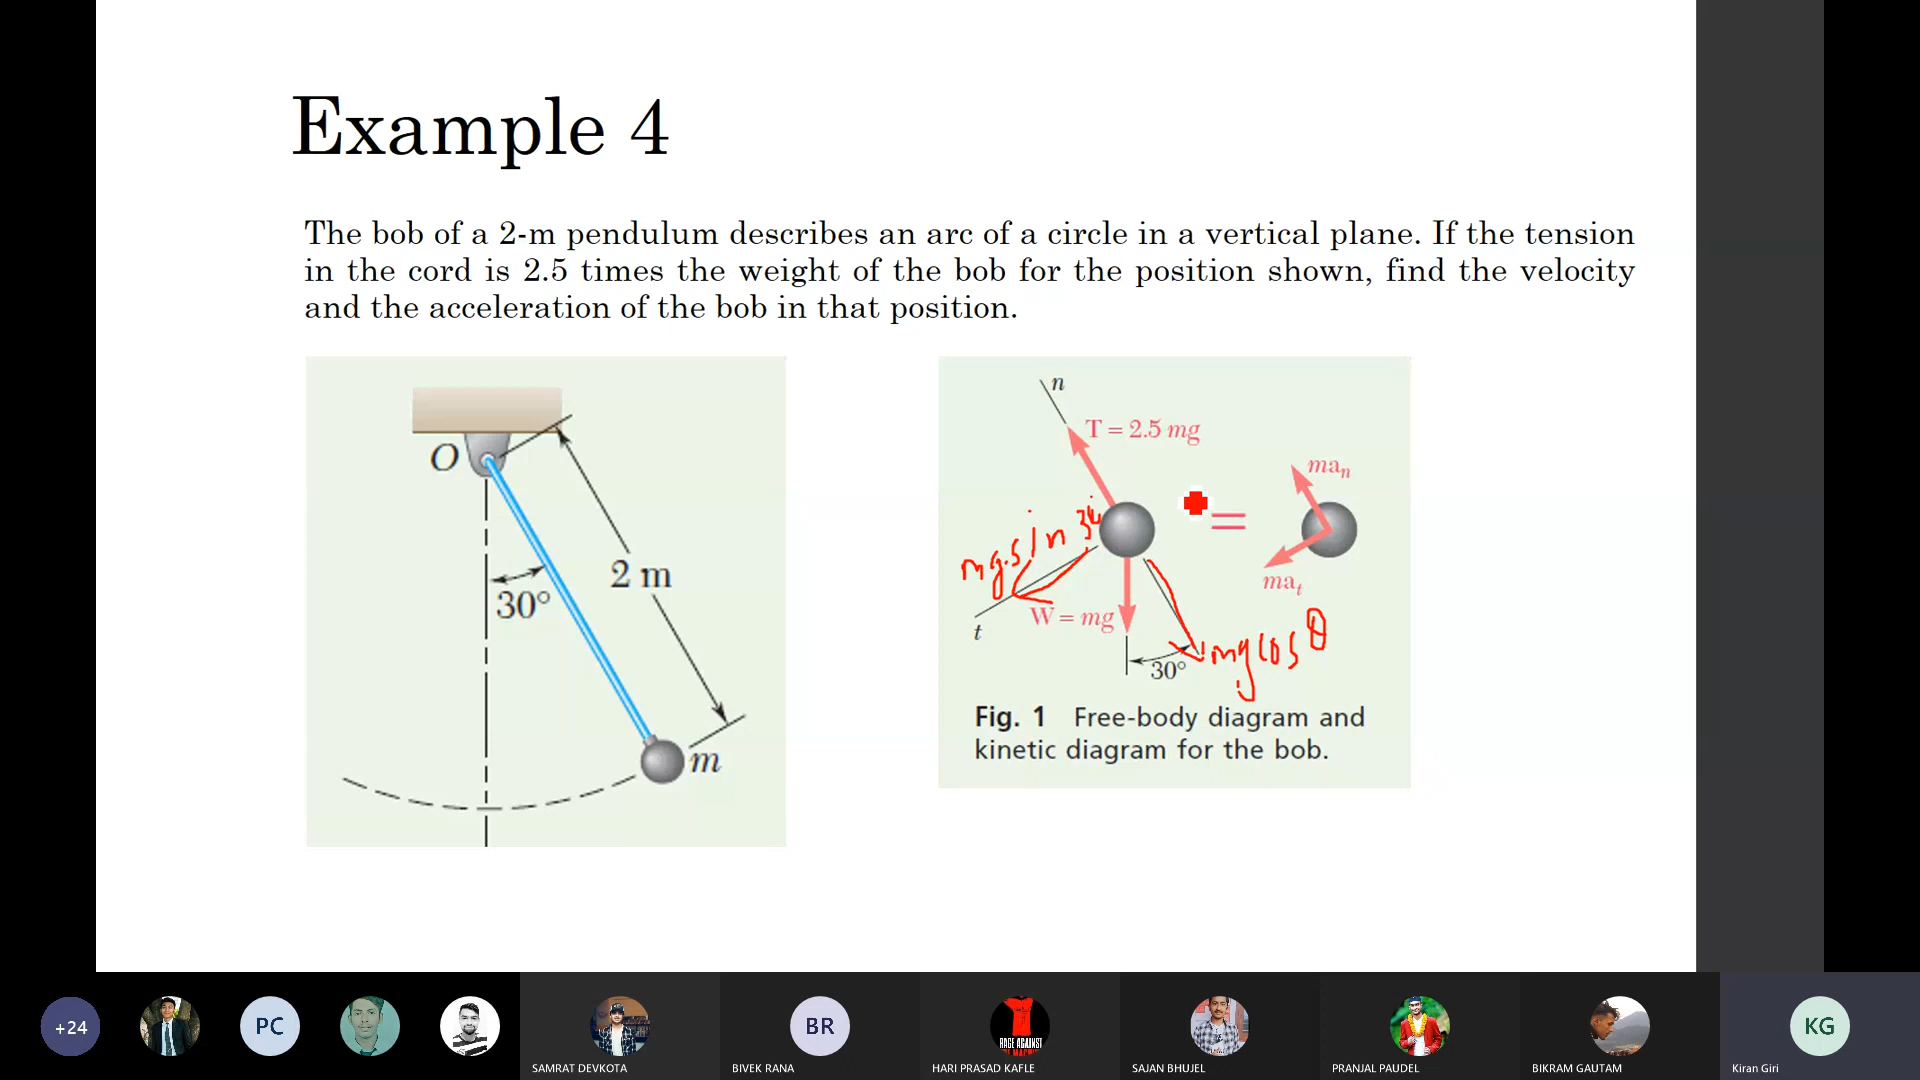 Example 4
The bob of a 2-m pendulum describes an arc of a circle in a vertical plane. If the tension
in the cord is 2.5 times the weight of the bob for the position shown, find the velocity
and the acceleration of the bob in that position.
O
30°
2 m
m
n
T = 2.5 mg
=
ma_n
mg.sin 30
ma_t
W = mg
t
mg cos θ
30°
Fig. 1 Free-body diagram and
kinetic diagram for the bob.
+24
PC
BR
RAGE AGAINST
KG
SAMRAT DEVKOTA
BIVEK RANA
HARI PRASAD KAFLE
SAJAN BHUJEL
PRANJAL PAUDEL
BIKRAM GAUTAM
Kiran Giri